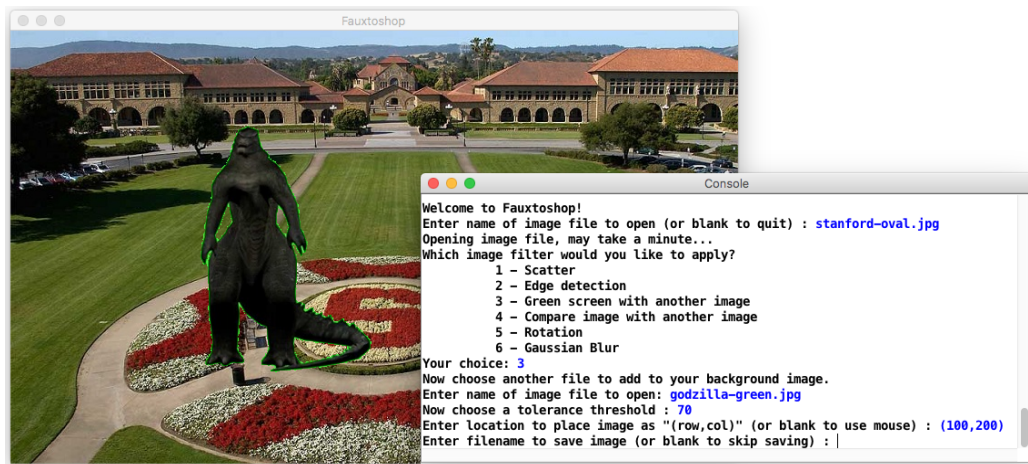 Fauxtoshop
Console
Welcome to Fauxtoshop!
Enter name of image file to open (or blank to quit) : stanford-oval.jpg
Opening image file, may take a minute...
Which image filter would you like to apply?
1 - Scatter
2 - Edge detection
3 - Green screen with another image
4 - Compare image with another image
5 - Rotation
6 - Gaussian Blur
Your choice: 3
Now choose another file to add to your background image.
Enter name of image file to open: godzilla-green.jpg
Now choose a tolerance threshold : 70
Enter location to place image as "(row,col)" (or blank to use mouse) : (100,200)
Enter filename to save image (or blank to skip saving) :